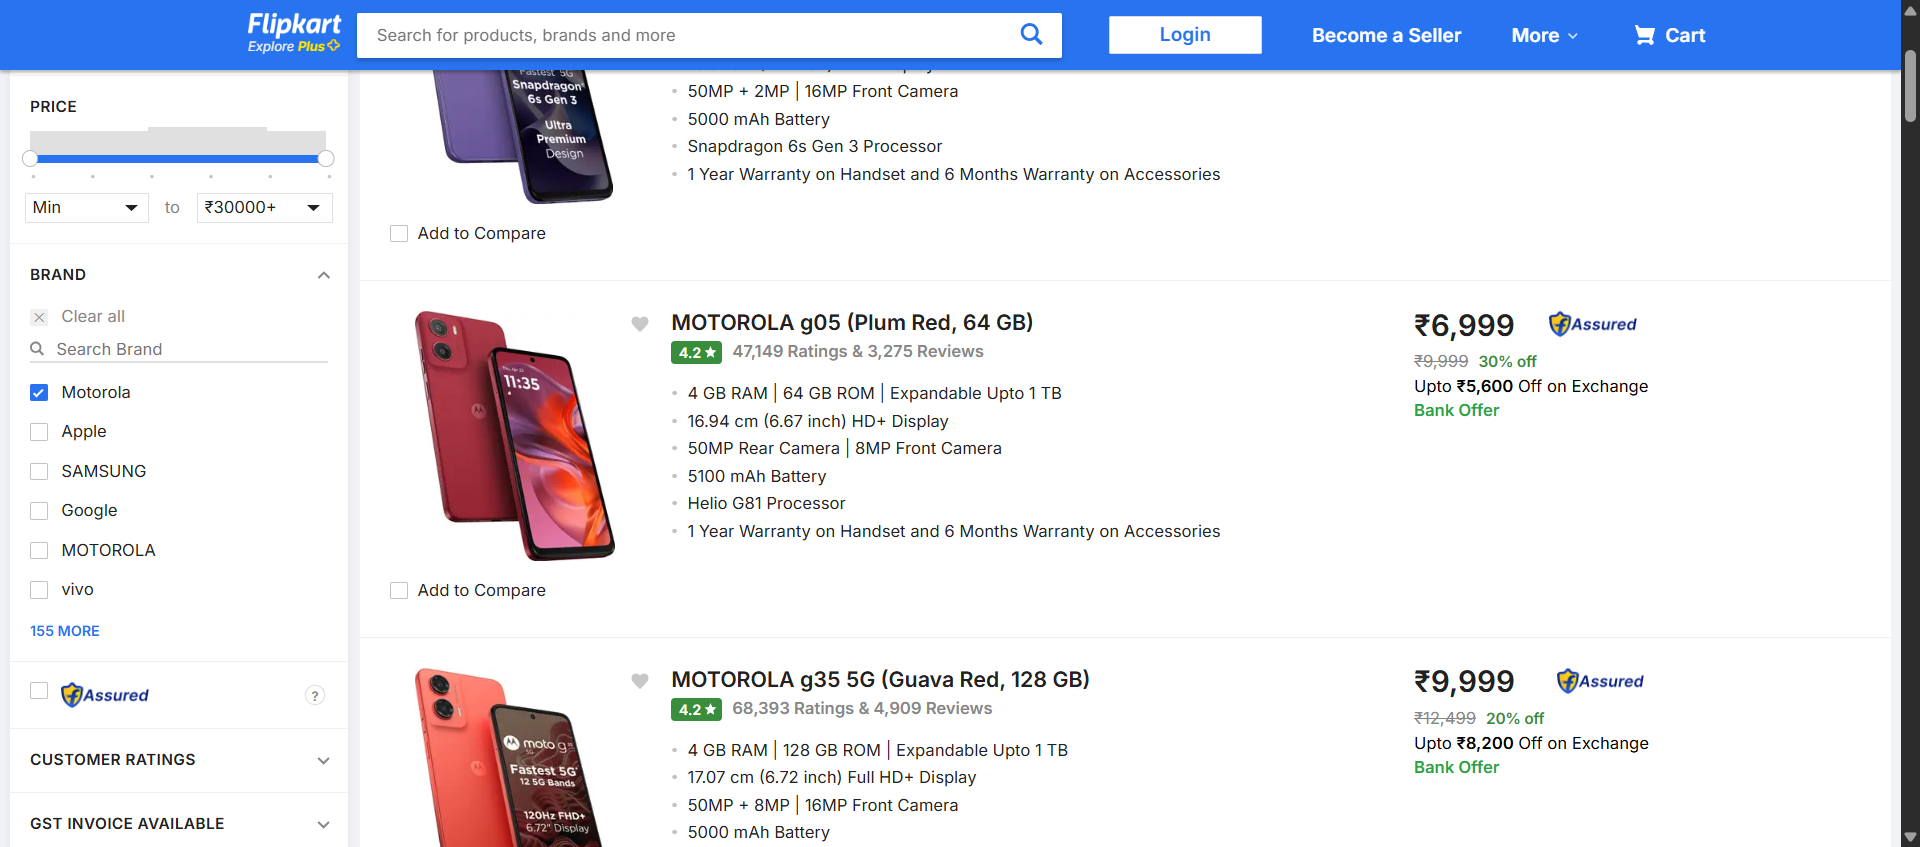 Flipkart
Explore Plus
Search for products, brands and more
Login
Become a Seller
More
Cart
PRICE
Min
to
₹30000+
BRAND
Clear all
Search Brand
Motorola
Apple
SAMSUNG
Google
MOTOROLA
vivo
155 MORE
Assured
?
CUSTOMER RATINGS
GST INVOICE AVAILABLE
Fastest 5G
Snapdragon
6s Gen 3
Ultra
Premium
Design
50MP + 2MP | 16MP Front Camera
5000 mAh Battery
Snapdragon 6s Gen 3 Processor
1 Year Warranty on Handset and 6 Months Warranty on Accessories
Add to Compare
11:35
MOTOROLA g05 (Plum Red, 64 GB)
4.2 ★ 47,149 Ratings & 3,275 Reviews
4 GB RAM | 64 GB ROM | Expandable Upto 1 TB
16.94 cm (6.67 inch) HD+ Display
50MP Rear Camera | 8MP Front Camera
5100 mAh Battery
Helio G81 Processor
1 Year Warranty on Handset and 6 Months Warranty on Accessories
₹6,999
Assured
₹9,999 30% off
Upto ₹5,600 Off on Exchange
Bank Offer
Add to Compare
moto g35
5G
Fastest 5G
12 5G Bands
120Hz FHD+
6.72" Display
MOTOROLA g35 5G (Guava Red, 128 GB)
4.2 ★ 68,393 Ratings & 4,909 Reviews
4 GB RAM | 128 GB ROM | Expandable Upto 1 TB
17.07 cm (6.72 inch) Full HD+ Display
50MP + 8MP | 16MP Front Camera
5000 mAh Battery
₹9,999
Assured
₹12,499 20% off
Upto ₹8,200 Off on Exchange
Bank Offer